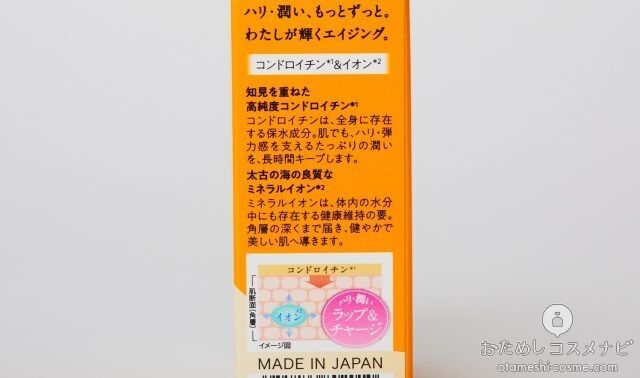 ハリ・潤い、もっとずっと。
わたしが輝くエイジング。
コンドロイチン*1&イオン*2
知見を重ねた
高純度コンドロイチン*1
コンドロイチンは、全身に存在
する保水成分。肌でも、ハリ・弾
力感を支えるたっぷりの潤い
を、長時間キープします。
太古の海の良質な
ミネラルイオン*2
ミネラルイオンは、体内の水分
中にも存在する健康維持の要。
角層の深くまで届き、健やかで
美しい肌へ導きます。
コンドロイチン*1
肌断面(角層)
イオン*2
ハリ・潤い
ラップ&
チャージ
イメージ図
MADE IN JAPAN
おためしコスメナビ
otameshi-cosme.com